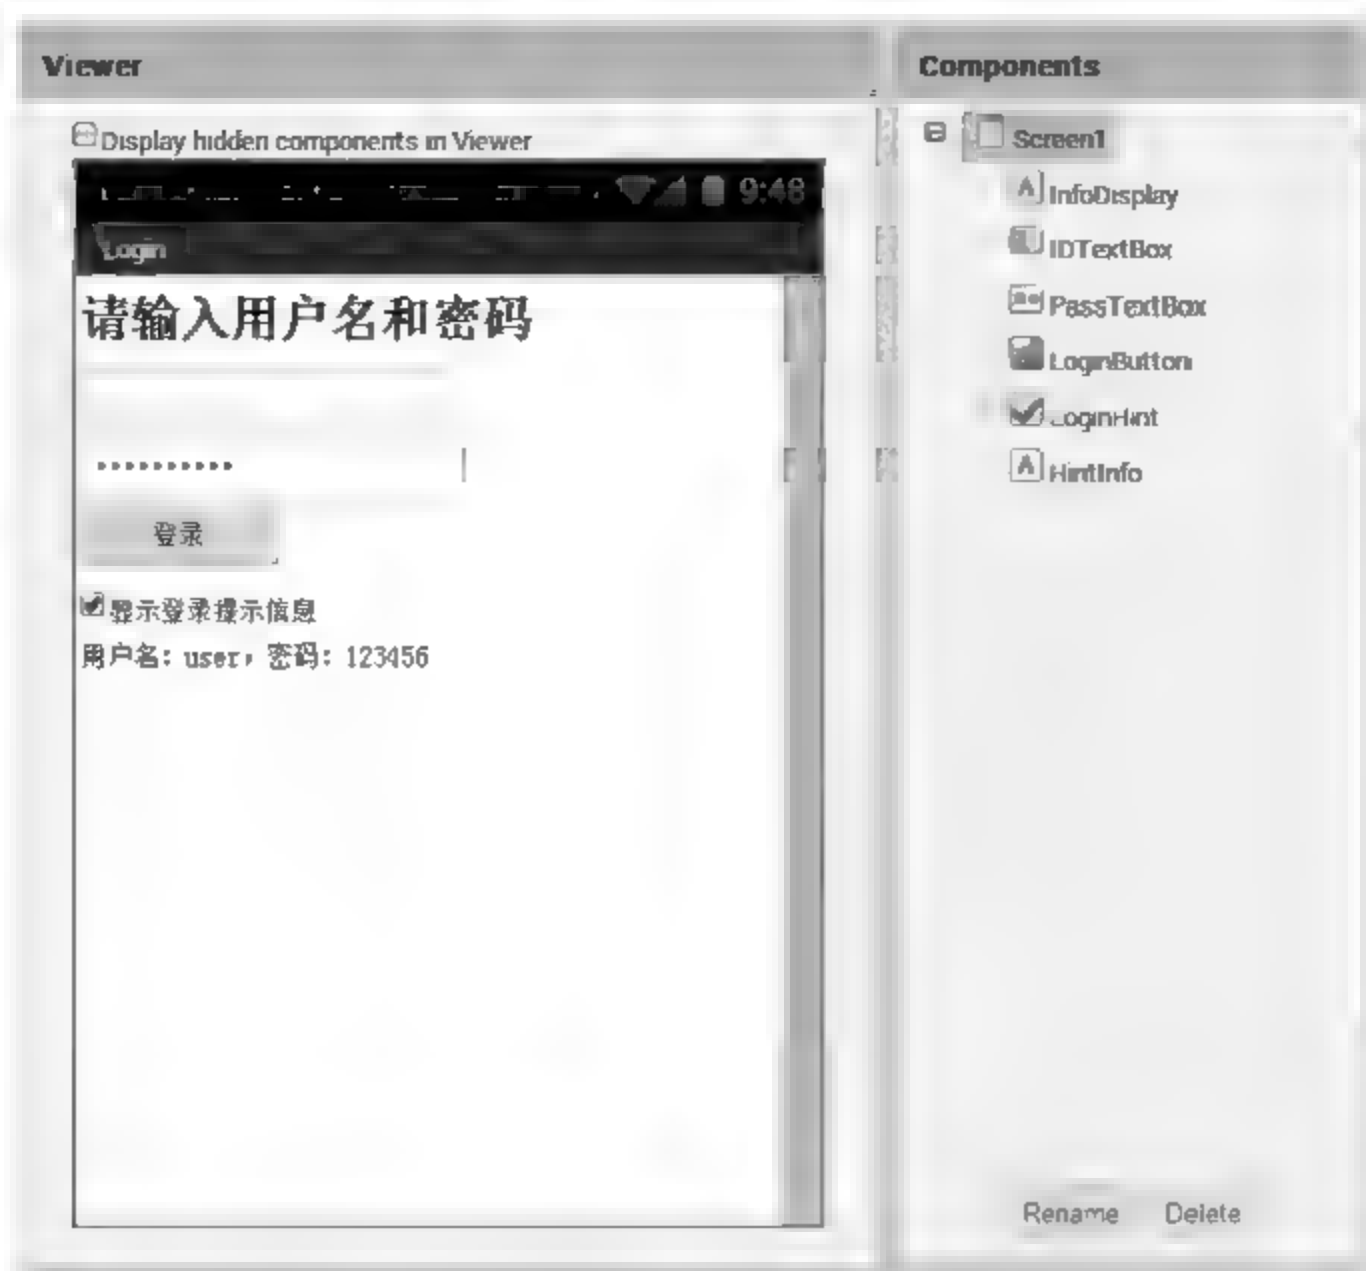 Viewer
Display hidden components in Viewer
9:48
Login
请输入用户名和密码
••••••••••
登录
显示登录提示信息
用户名: user, 密码: 123456
Components
Screen1
InfoDisplay
IDTextBox
PassTextBox
LoginButton
LoginHint
HintInfo
Rename Delete